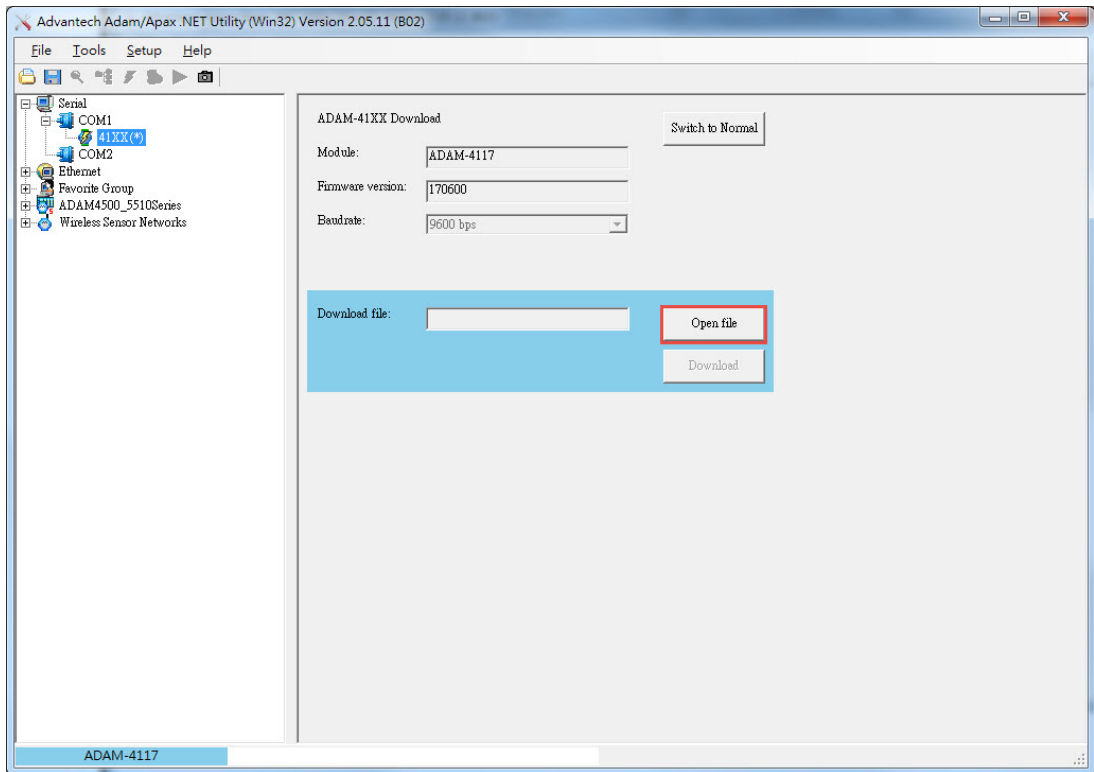 Advantech Adam/Apax .NET Utility (Win32) Version 2.05.11 (B02)
File Tools Setup Help
Serial
COM1
41XX(*)
COM2
Ethernet
Favorite Group
ADAM4500_5510Series
Wireless Sensor Networks
ADAM-41XX Download
Switch to Normal
Module: ADAM-4117
Firmware version: 170600
Baudrate: 9600 bps
Download file:
Open file
Download
ADAM-4117